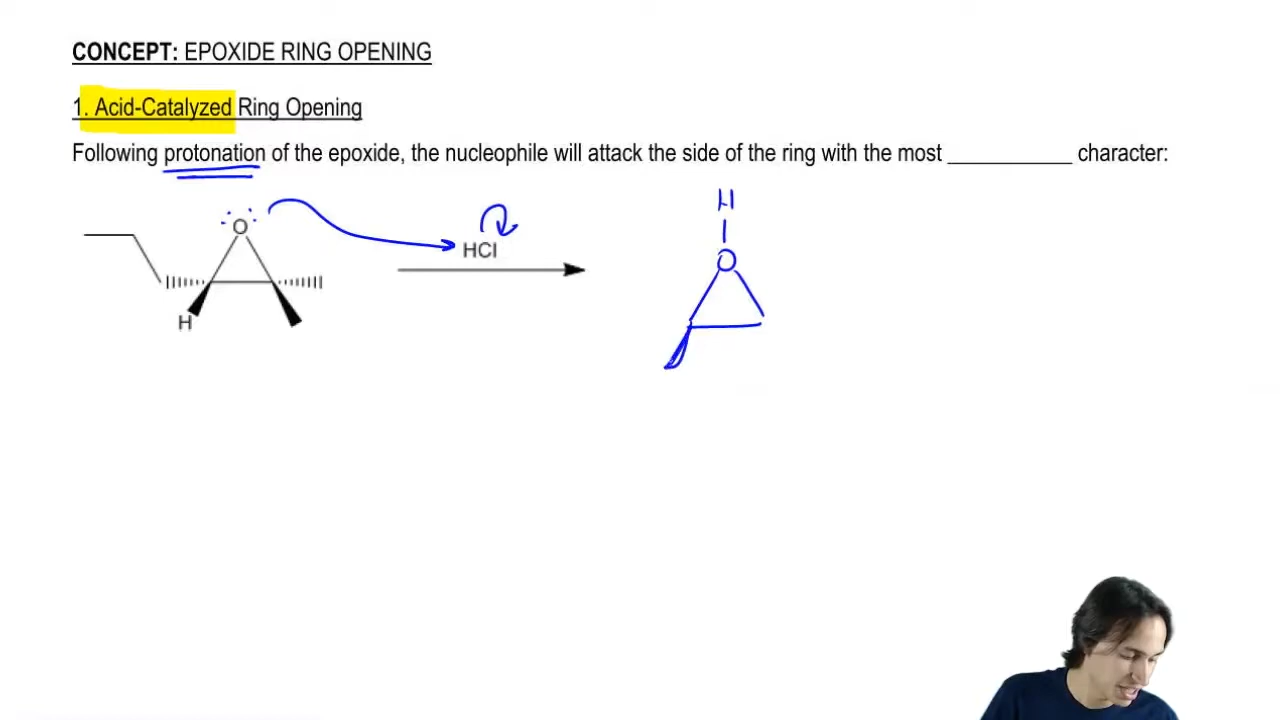 CONCEPT: EPOXIDE RING OPENING
1. Acid-Catalyzed Ring Opening
Following protonation of the epoxide, the nucleophile will attack the side of the ring with the most ___________ character:
H
O
HCl
O
H